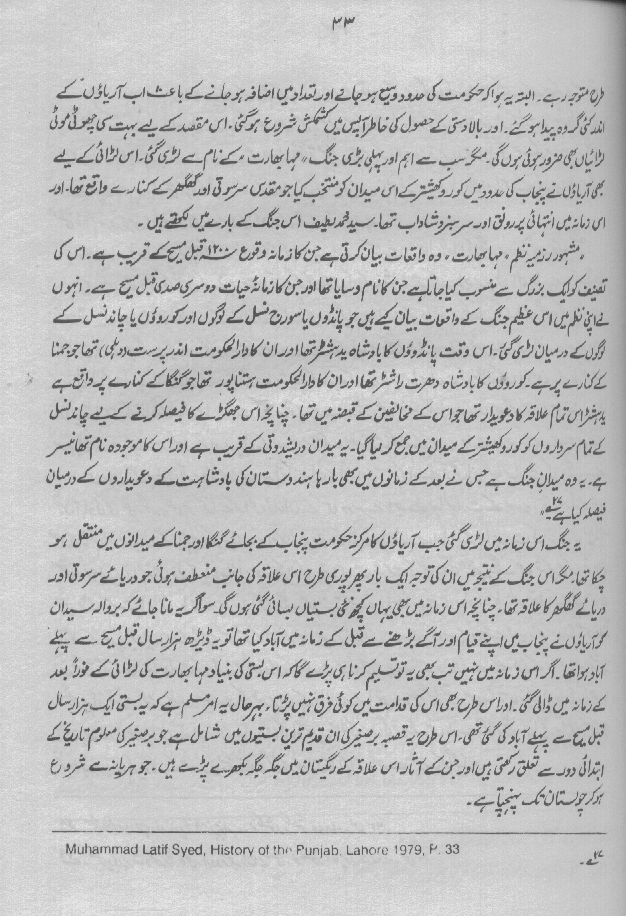 ۳۳
طرح متوجہ رہے۔ البتہ یہ ہوا کہ حکومت کی حدود وسیع ہو جانے اور تعداد میں اضافہ ہو جانے کے باعث اب آریاؤں کے
اندر کئی گروہ پیدا ہو گئے۔ اور بالادستی کے حصول کی خاطر آپس میں کشمکش شروع ہو گئی۔ اس مقصد کے لیے بہت سی چھوٹی موٹی
لڑائیاں بھی ضرور ہوئی ہوں گی۔ مگر سب سے اہم اور پہلی بڑی جنگ "مہا بھارت" کے نام سے لڑی گئی۔ اس لڑائی کے لیے
بھی آریاؤں نے پنجاب کی حدود میں کوروکھیشتر کے اس میدان کو منتخب کیا جو مقدس سرسوتی اور گھگھر کے کنارے واقع تھا۔ اور
اس زمانہ میں انتہائی پررونق اور سرسبز و شاداب تھا۔ سید محمد لطیف اس جنگ کے بارے میں لکھتے ہیں۔
"مشہور رزمیہ نظم "مہا بھارت" وہ واقعات بیان کرتی ہے جن کا زمانہ وقوع ۱۲۰۰ قبل مسیح کے قریب ہے۔ اس کی
تصنیف کو ایک بزرگ سے منسوب کیا جاتا ہے جن کا نام وسایا تھا اور جن کا زمانۂ حیات دوسری صدی قبل مسیح ہے۔ انہوں
نے اپنی نظم میں اس عظیم جنگ کے واقعات بیان کیے ہیں جو پانڈوں یا سورج نسل کے لوگوں اور کوروؤں یا چاند نسل کے
لوگوں کے درمیان لڑی گئی۔ اس وقت پانڈوؤں کا بادشاہ یدہشٹر تھا اور ان کا دارالحکومت اندر پرست (دہلی) تھا جو جمنا
کے کنارے پر ہے۔ کوروؤں کا بادشاہ دھرت راشٹر تھا اور ان کا دارالحکومت ہستناپور تھا جو گنگا کے کنارے پر واقع ہے
یدہشٹر اس تمام علاقہ کا دعویدار تھا جو اس کے مخالفین کے قبضہ میں تھا۔ چنانچہ اس جھگڑے کا فیصلہ کرنے کے لیے چاند نسل
کے تمام سرداروں کو کوروکھیشتر کے میدان میں جمع کر لیا گیا۔ یہ میدان دریشدوتی کے قریب ہے اور اس کا موجودہ نام تھانیسر
ہے۔ یہ وہ میدان جنگ ہے جس نے بعد کے زمانوں میں بھی بارہا ہندوستان کی بادشاہت کے دعویداروں کے درمیان
فیصلہ کیا ہے"۲۷؎
یہ جنگ اس زمانہ میں لڑی گئی جب آریاؤں کا مرکز حکومت پنجاب کے بجائے گنگا اور جمنا کے میدانوں میں منتقل ہو
چکا تھا۔ مگر اس جنگ کے نتیجہ میں ان کی توجہ ایک بار پھر پوری طرح اس علاقہ کی جانب منعطف ہوئی جو دریائے سرسوتی اور
دریائے گھگھر کا علاقہ تھا۔ چنانچہ اس زمانہ میں بھی یہاں کچھ نئی بستیاں بسائی گئی ہوں گی۔ سو اگر یہ مانا جائے کہ بروالہ سیدان
کو آریاؤں نے پنجاب میں اپنے قیام اور آگے بڑھنے سے قبل کے زمانہ میں آباد کیا تھا تو یہ ڈیڑھ ہزار سال قبل مسیح سے پہلے
آباد ہوا تھا۔ اگر اس زمانہ میں نہیں تب بھی یہ تو تسلیم کرنا ہی پڑے گا کہ اس بستی کی بنیاد مہا بھارت کی لڑائی کے فوراً بعد
کے زمانہ میں ڈالی گئی۔ اور اس طرح بھی اس کی قدامت میں کوئی فرق نہیں پڑتا۔ بہرحال یہ امر مسلم ہے کہ یہ بستی ایک ہزار سال
قبل مسیح سے پہلے آباد کی گئی تھی۔ اس طرح یہ قصبہ برصغیر کی ان قدیم ترین بستیوں میں شامل ہے جو برصغیر کی معلوم تاریخ کے
ابتدائی دور سے تعلق رکھتی ہیں اور جن کے آثار اس علاقہ کے ریگستان میں جگہ جگہ بکھرے پڑے ہیں۔ جو ہریانہ سے شروع
ہو کر چولستان تک پہنچتا ہے۔
۲۷؎۔ Muhammad Latif Syed, History of the Punjab, Lahore 1979, P. 33